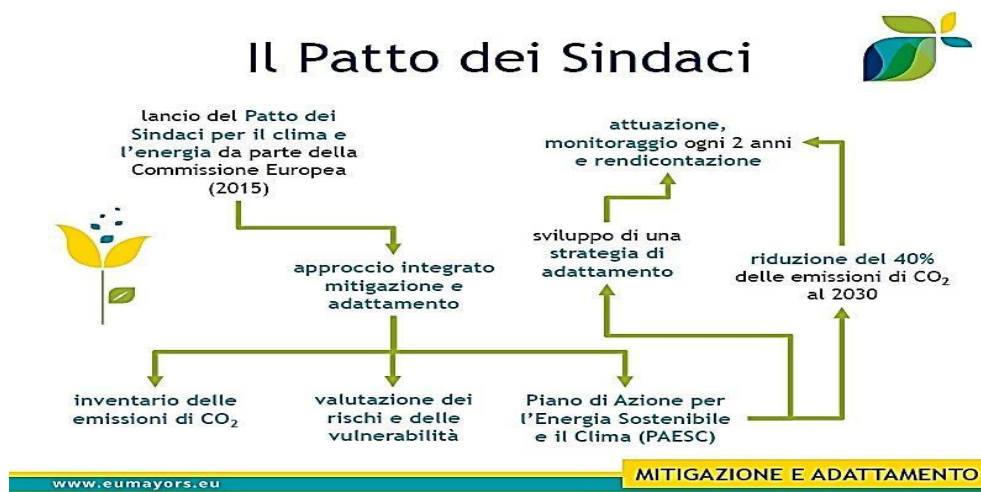 Il Patto dei Sindaci
lancio del Patto dei
Sindaci per il clima e
l'energia da parte della
Commissione Europea
(2015)
approccio integrato
mitigazione e
adattamento
inventario delle
emissioni di CO₂
valutazione dei
rischi e delle
vulnerabilità
Piano di Azione per
l'Energia Sostenibile
e il Clima (PAESC)
sviluppo di una
strategia di
adattamento
riduzione del 40%
delle emissioni di CO₂
al 2030
attuazione,
monitoraggio ogni 2 anni
e rendicontazione
www.eumayors.eu
MITIGAZIONE E ADATTAMENTO